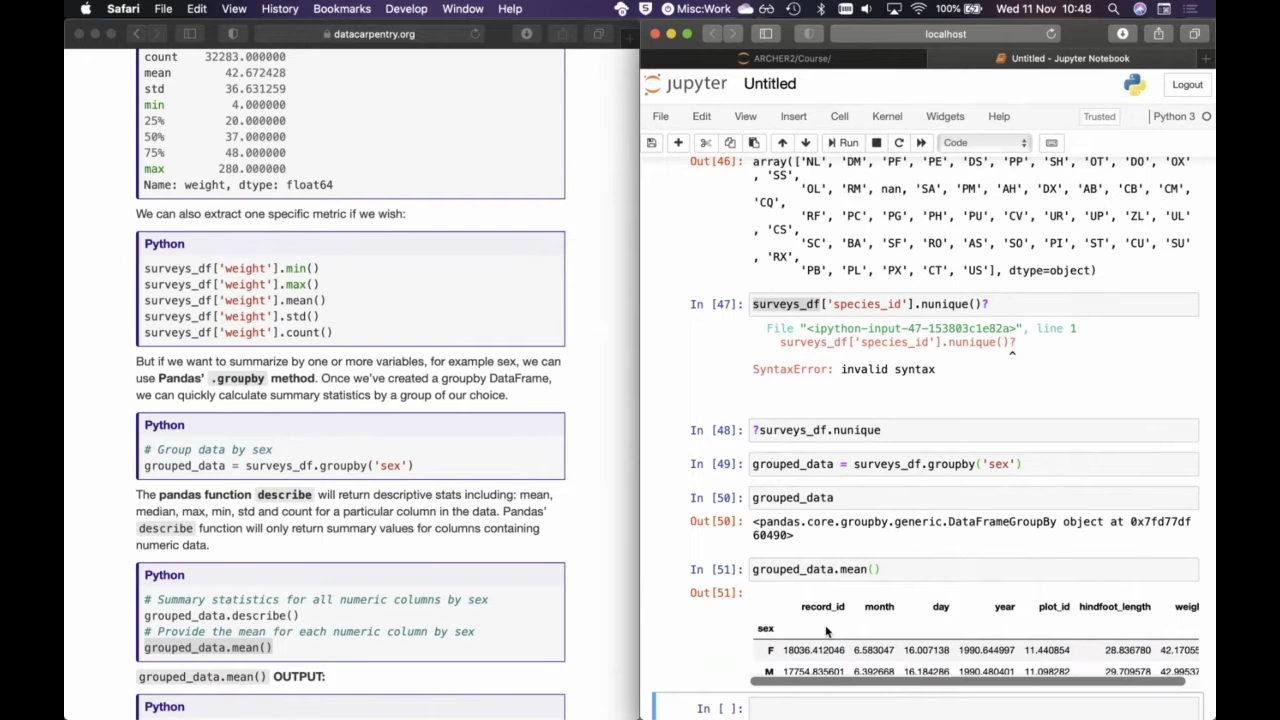 Safari File Edit View History Bookmarks Develop Window Help Misc:Work 100% Wed 11 Nov 10:48
datacarpentry.org
count 32283.000000
mean 42.672428
std 36.631259
min 4.000000
25% 20.000000
50% 37.000000
75% 48.000000
max 280.000000
Name: weight, dtype: float64
We can also extract one specific metric if we wish:
Python
surveys_df['weight'].min()
surveys_df['weight'].max()
surveys_df['weight'].mean()
surveys_df['weight'].std()
surveys_df['weight'].count()
But if we want to summarize by one or more variables, for example sex, we can
use Pandas' .groupby method. Once we've created a groupby DataFrame,
we can quickly calculate summary statistics by a group of our choice.
Python
# Group data by sex
grouped_data = surveys_df.groupby('sex')
The pandas function describe will return descriptive stats including: mean,
median, max, min, std and count for a particular column in the data. Pandas'
describe function will only return summary values for columns containing
numeric data.
Python
# Summary statistics for all numeric columns by sex
grouped_data.describe()
# Provide the mean for each numeric column by sex
grouped_data.mean()
grouped_data.mean() OUTPUT:
Python
localhost
ARCHER2/Course/ Untitled - Jupyter Notebook
jupyter Untitled Logout
File Edit View Insert Cell Kernel Widgets Help Trusted Python 3
Run Code
Out[46]: array(['NL', 'DM', 'PF', 'PE', 'DS', 'PP', 'SH', 'OT', 'DO', 'OX'
, 'SS',
'OL', 'RM', nan, 'SA', 'PM', 'AH', 'DX', 'AB', 'CB', 'CM',
'CQ',
'RF', 'PC', 'PG', 'PH', 'PU', 'CV', 'UR', 'UP', 'ZL', 'UL'
, 'CS',
'SC', 'BA', 'SF', 'RO', 'AS', 'SO', 'PI', 'ST', 'CU', 'SU'
, 'RX',
'PB', 'PL', 'PX', 'CT', 'US'], dtype=object)
In [47]: surveys_df['species_id'].nunique()?
File "<ipython-input-47-153803c1e82a>", line 1
surveys_df['species_id'].nunique()?
^
SyntaxError: invalid syntax
In [48]: ?surveys_df.nunique
In [49]: grouped_data = surveys_df.groupby('sex')
In [50]: grouped_data
Out[50]: <pandas.core.groupby.generic.DataFrameGroupBy object at 0x7fd77df
60490>
In [51]: grouped_data.mean()
Out[51]:
record_id month day year plot_id hindfoot_length weigl
sex
F 18036.412046 6.583047 16.007138 1990.644997 11.440854 28.836780 42.17055
M 17754.835601 6.392668 16.184286 1990.480401 11.098282 29.709578 42.99537
In [ ]: